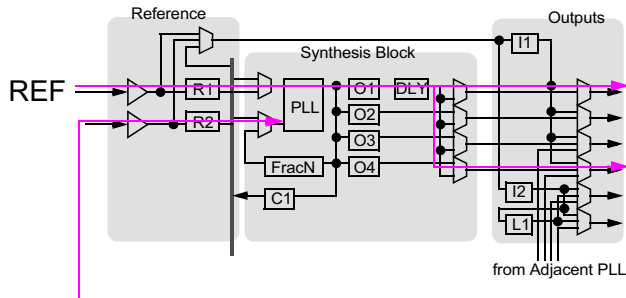 Reference
Outputs
Synthesis Block
I1
REF
R1
PLL
O1
DLY
R2
O2
O3
FracN
O4
C1
I2
L1
from Adjacent PLL